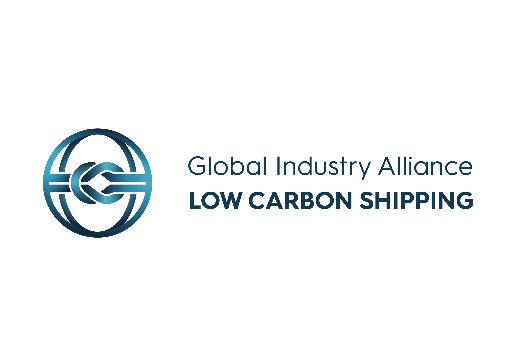 Global Industry Alliance
LOW CARBON SHIPPING